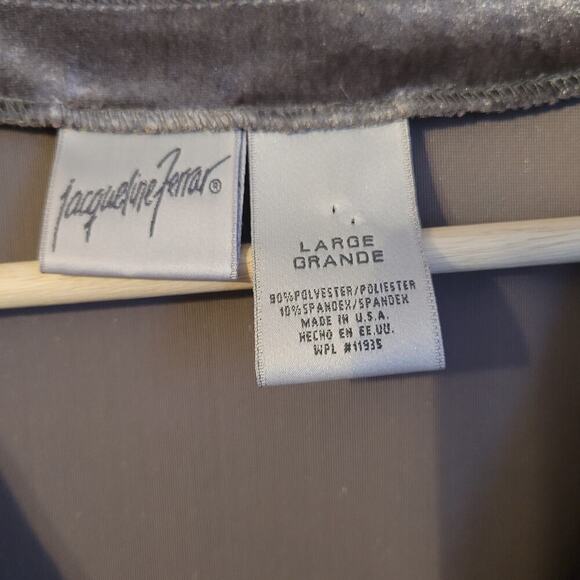 Jacqueline Ferrar®
LARGE
GRANDE
90%POLYESTER/POLIESTER
10%SPANDEX/SPANDEX
MADE IN U.S.A.
HECHO EN EE.UU.
WPL #11935